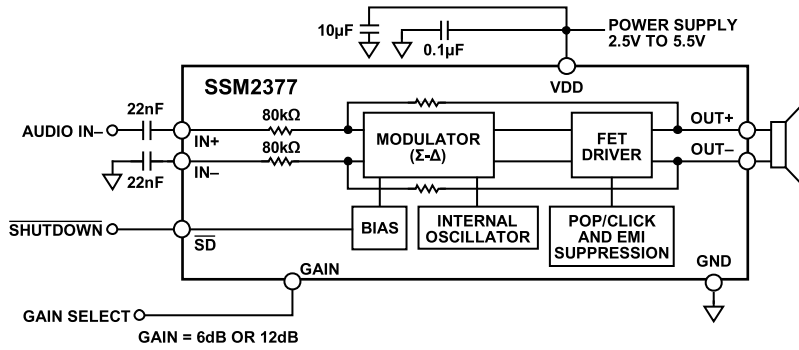 10µF
0.1µF
POWER SUPPLY
2.5V TO 5.5V
VDD
SSM2377
22nF
AUDIO IN–
IN+
80kΩ
80kΩ
IN–
22nF
MODULATOR
(Σ-Δ)
FET
DRIVER
OUT+
OUT–
SHUTDOWN
SD
BIAS
INTERNAL
OSCILLATOR
POP/CLICK
AND EMI
SUPPRESSION
GAIN
GND
GAIN SELECT
GAIN = 6dB OR 12dB